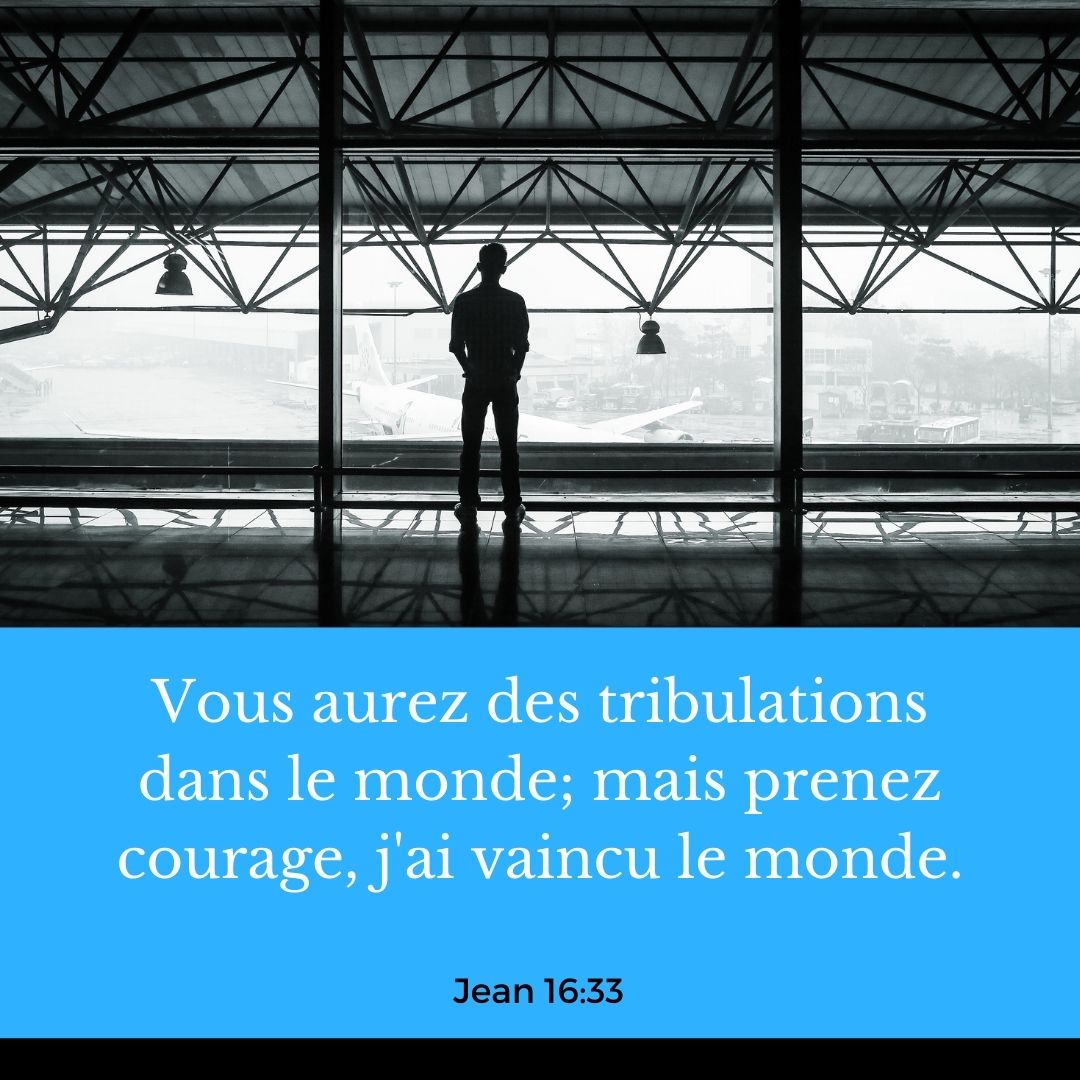 Vous aurez des tribulations
dans le monde; mais prenez
courage, j'ai vaincu le monde.
Jean 16:33